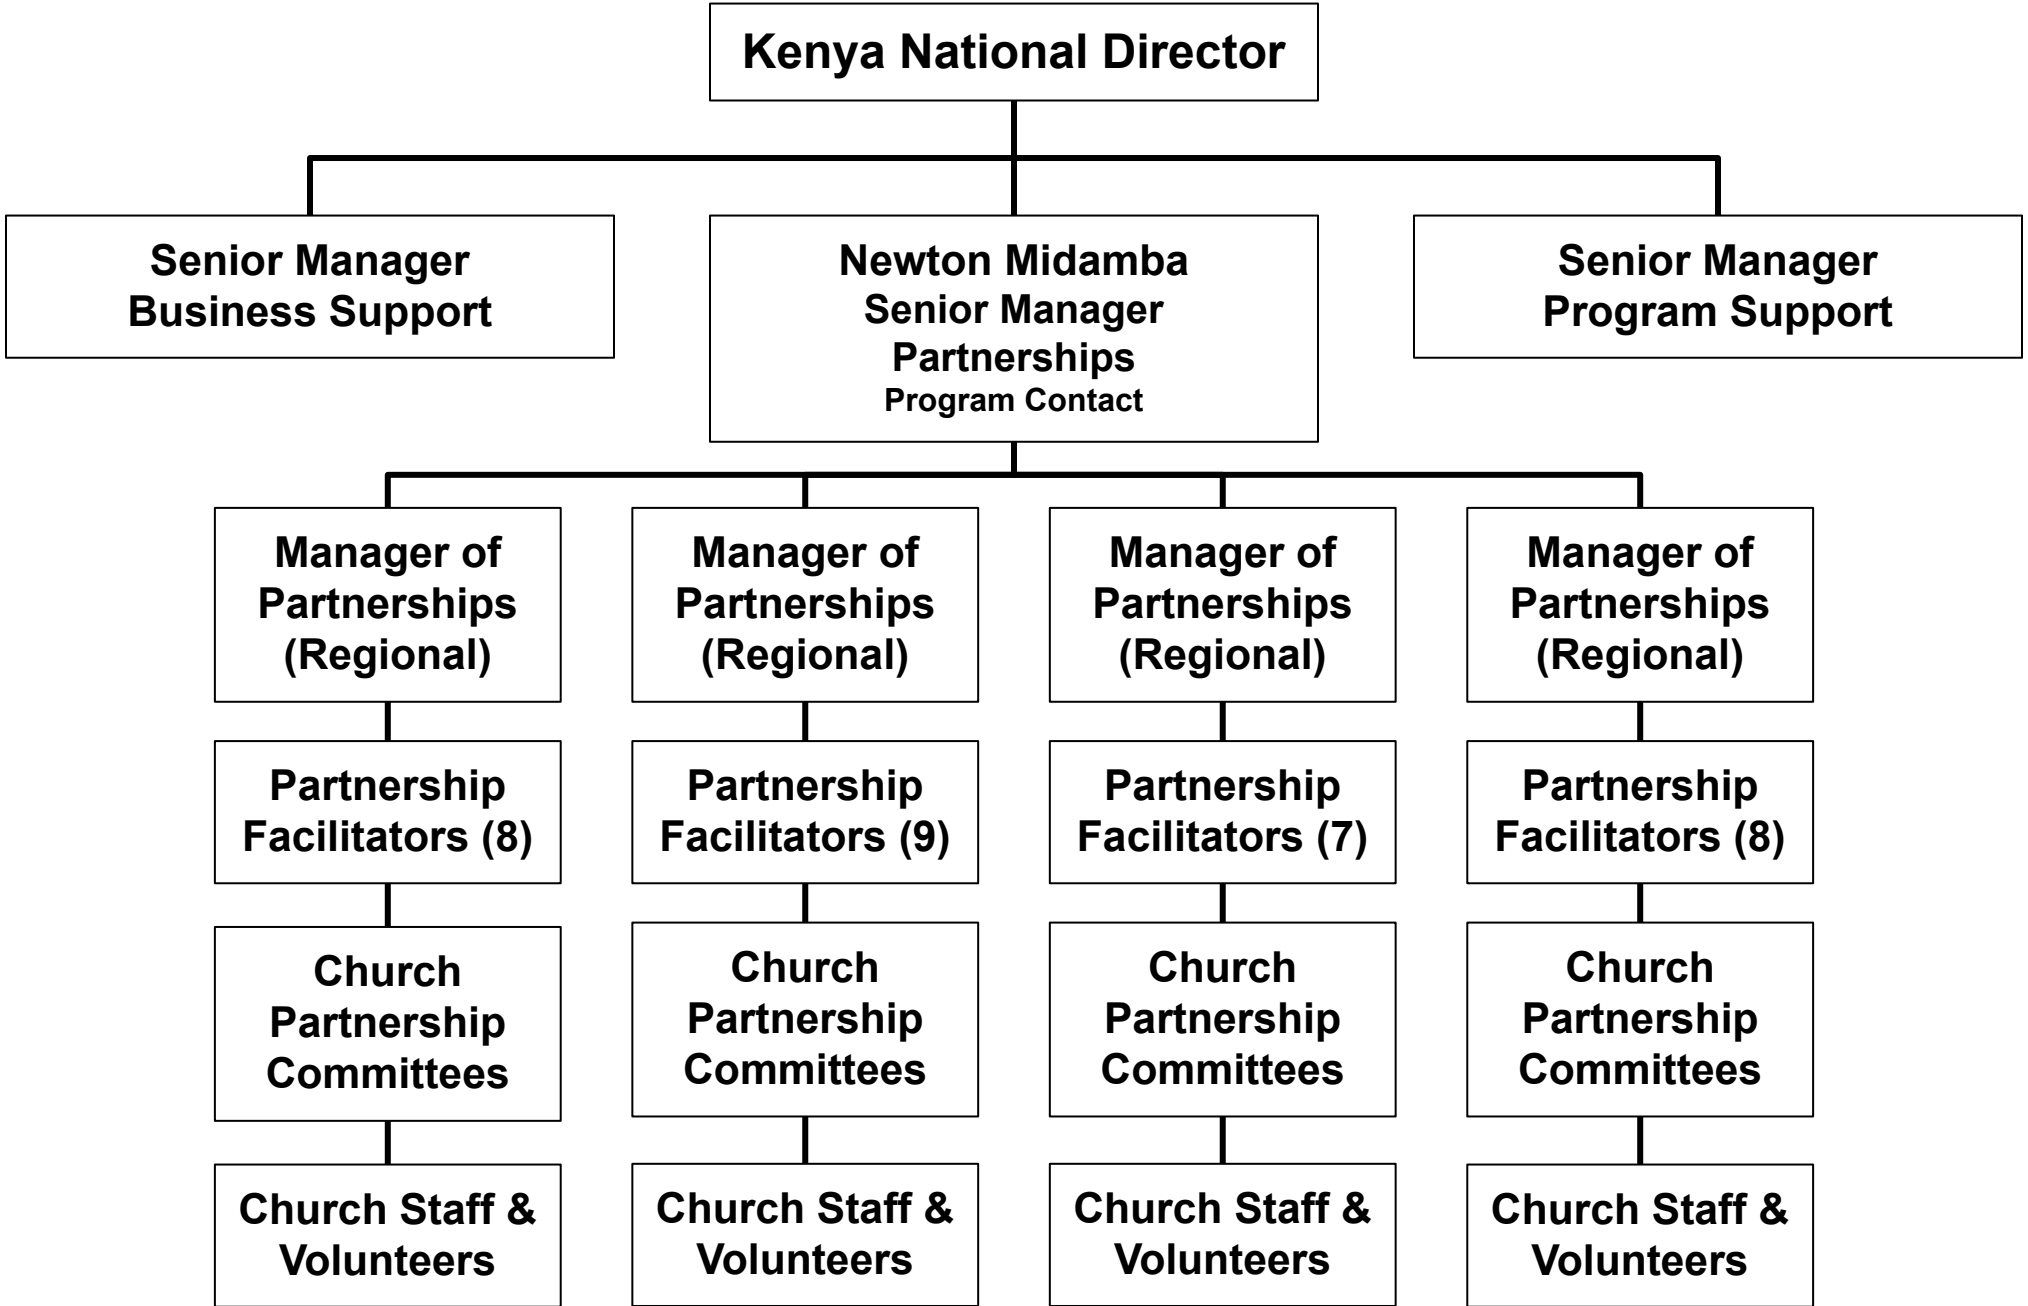 Kenya National Director
Senior Manager
Business Support
Newton Midamba
Senior Manager
Partnerships
Program Contact
Senior Manager
Program Support
Manager of
Partnerships
(Regional)
Manager of
Partnerships
(Regional)
Manager of
Partnerships
(Regional)
Manager of
Partnerships
(Regional)
Partnership
Facilitators (8)
Partnership
Facilitators (9)
Partnership
Facilitators (7)
Partnership
Facilitators (8)
Church
Partnership
Committees
Church
Partnership
Committees
Church
Partnership
Committees
Church
Partnership
Committees
Church Staff &
Volunteers
Church Staff &
Volunteers
Church Staff &
Volunteers
Church Staff &
Volunteers